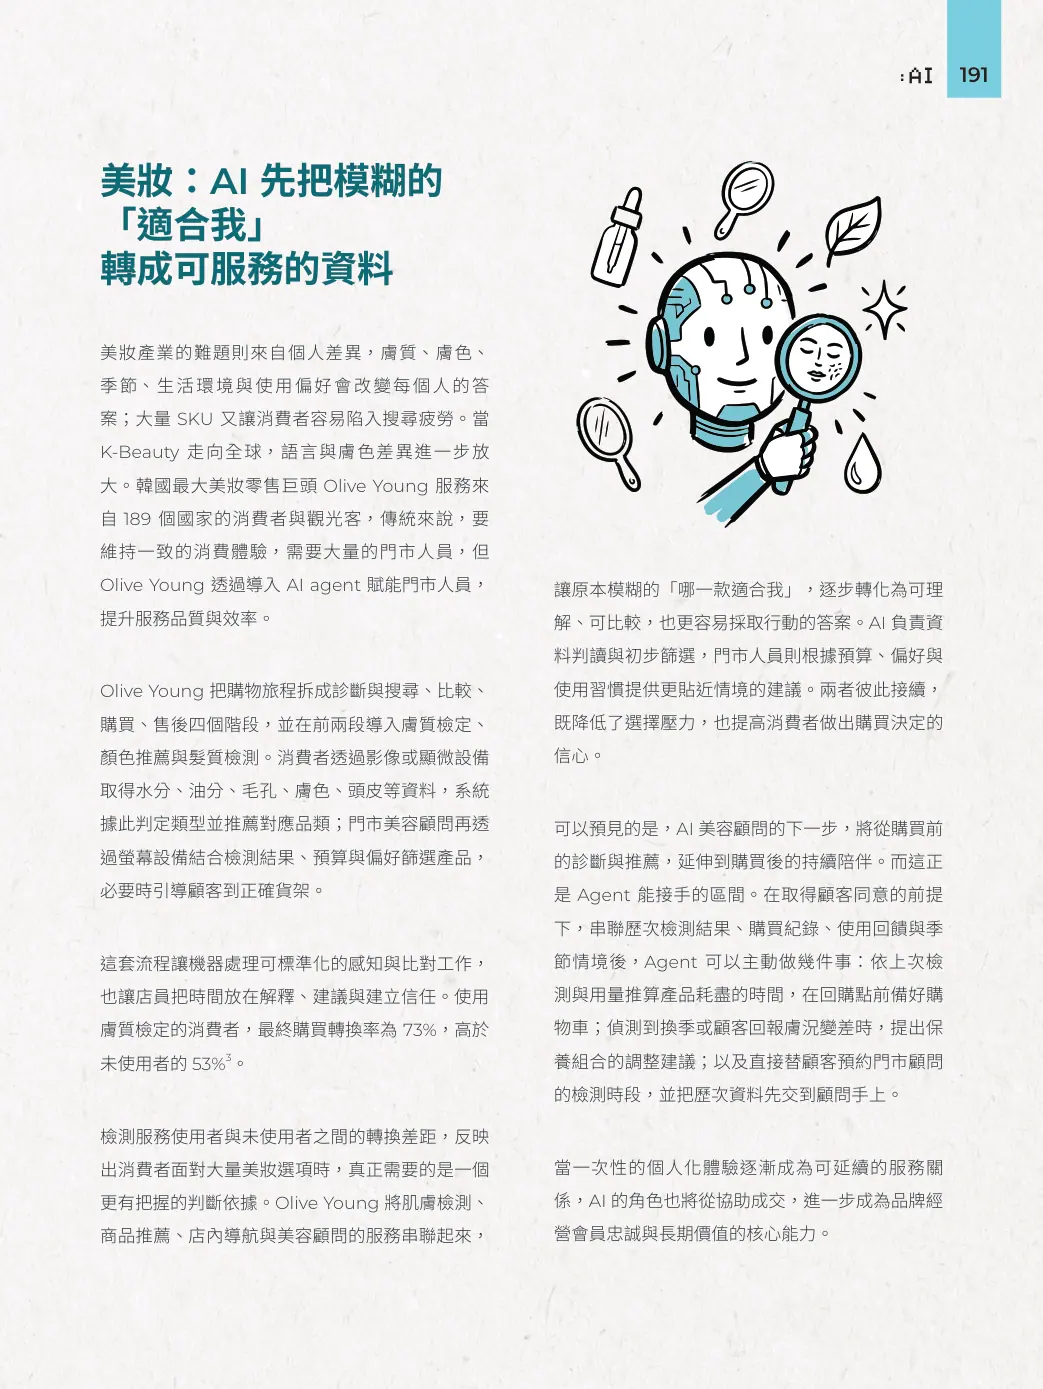 :AI 191
美妝：AI 先把模糊的
「適合我」
轉成可服務的資料
美妝產業的難題則來自個人差異，膚質、膚色、
季節、生活環境與使用偏好會改變每個人的答
案；大量 SKU 又讓消費者容易陷入搜尋疲勞。當
K-Beauty 走向全球，語言與膚色差異進一步放
大。韓國最大美妝零售巨頭 Olive Young 服務來
自 189 個國家的消費者與觀光客，傳統來說，要
維持一致的消費體驗，需要大量的門市人員，但
Olive Young 透過導入 AI agent 賦能門市人員，
提升服務品質與效率。
Olive Young 把購物旅程拆成診斷與搜尋、比較、
購買、售後四個階段，並在前兩段導入膚質檢定、
顏色推薦與髮質檢測。消費者透過影像或顯微設備
取得水分、油分、毛孔、膚色、頭皮等資料，系統
據此判定類型並推薦對應品類；門市美容顧問再透
過螢幕設備結合檢測結果、預算與偏好篩選產品，
必要時引導顧客到正確貨架。
這套流程讓機器處理可標準化的感知與比對工作，
也讓店員把時間放在解釋、建議與建立信任。使用
膚質檢定的消費者，最終購買轉換率為 73%，高於
未使用者的 53%3。
檢測服務使用者與未使用者之間的轉換差距，反映
出消費者面對大量美妝選項時，真正需要的是一個
更有把握的判斷依據。Olive Young 將肌膚檢測、
商品推薦、店內導航與美容顧問的服務串聯起來，
讓原本模糊的「哪一款適合我」，逐步轉化為可理
解、可比較，也更容易採取行動的答案。AI 負責資
料判讀與初步篩選，門市人員則根據預算、偏好與
使用習慣提供更貼近情境的建議。兩者彼此接續，
既降低了選擇壓力，也提高消費者做出購買決定的
信心。
可以預見的是，AI 美容顧問的下一步，將從購買前
的診斷與推薦，延伸到購買後的持續陪伴。而這正
是 Agent 能接手的區間。在取得顧客同意的前提
下，串聯歷次檢測結果、購買紀錄、使用回饋與季
節情境後，Agent 可以主動做幾件事：依上次檢
測與用量推算產品耗盡的時間，在回購點前備好購
物車；偵測到換季或顧客回報膚況變差時，提出保
養組合的調整建議；以及直接替顧客預約門市顧問
的檢測時段，並把歷次資料先交到顧問手上。
當一次性的個人化體驗逐漸成為可延續的服務關
係，AI 的角色也將從協助成交，進一步成為品牌經
營會員忠誠與長期價值的核心能力。